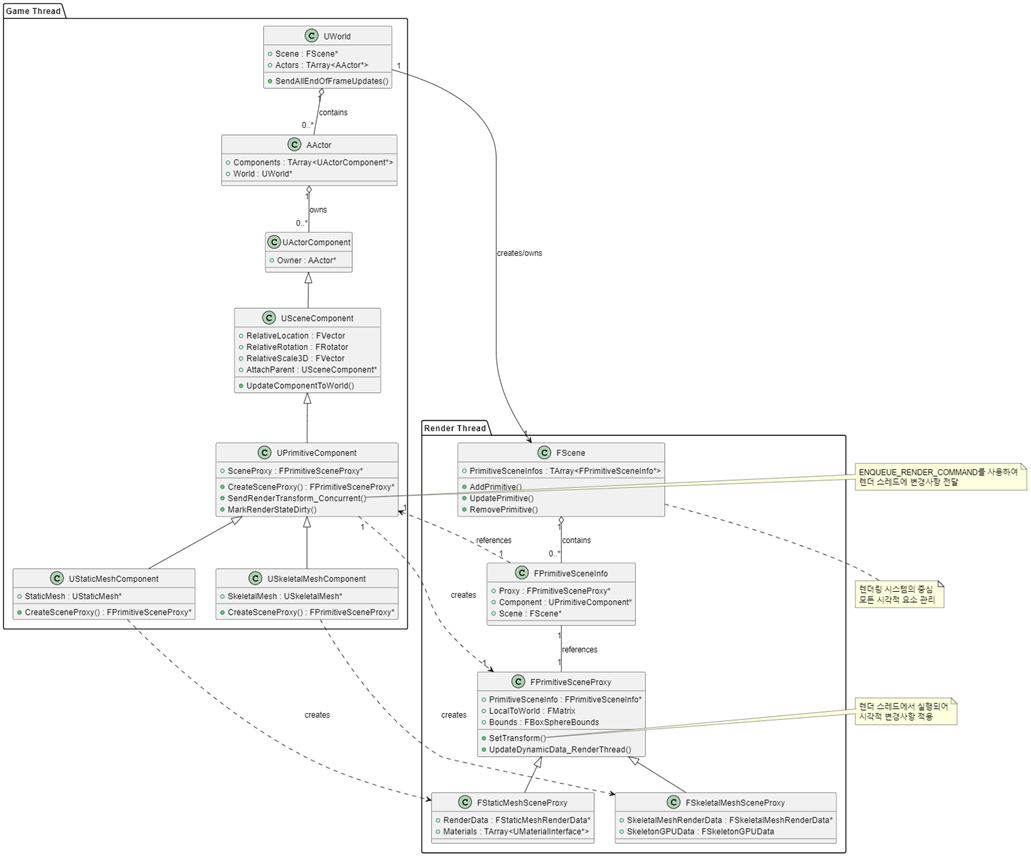 Game Thread
C UWorld
Scene : FScene*
Actors : TArray<AActor*>
SendAllEndOfFrameUpdates()
1
1
contains
0..*
C AActor
Components : TArray<UActorComponent*>
World : UWorld*
1
owns
0..*
C UActorComponent
Owner : AActor*
creates/owns
C USceneComponent
RelativeLocation : FVector
RelativeRotation : FRotator
RelativeScale3D : FVector
AttachParent : USceneComponent*
UpdateComponentToWorld()
Render Thread
1
C UPrimitiveComponent
SceneProxy : FPrimitiveSceneProxy*
CreateSceneProxy() : FPrimitiveSceneProxy*
SendRenderTransform_Concurrent()
MarkRenderStateDirty()
C FScene
PrimitiveSceneInfos : TArray<FPrimitiveSceneInfo*>
AddPrimitive()
UpdatePrimitive()
RemovePrimitive()
ENQUEUE_RENDER_COMMAND를 사용하여
렌더 스레드에 변경사항 전달
1
1
1
references
contains
1
0..*
C UStaticMeshComponent
StaticMesh : UStaticMesh*
CreateSceneProxy() : FPrimitiveSceneProxy*
C USkeletalMeshComponent
SkeletalMesh : USkeletalMesh*
CreateSceneProxy() : FPrimitiveSceneProxy*
creates
C FPrimitiveSceneInfo
Proxy : FPrimitiveSceneProxy*
Component : UPrimitiveComponent*
Scene : FScene*
렌더링 시스템의 중심
모든 시각적 요소 관리
1
references
1
1
C FPrimitiveSceneProxy
PrimitiveSceneInfo : FPrimitiveSceneInfo*
LocalToWorld : FMatrix
Bounds : FBoxSphereBounds
SetTransform()
UpdateDynamicData_RenderThread()
렌더 스레드에서 실행되어
시각적 변경사항 적용
creates
creates
C FStaticMeshSceneProxy
RenderData : FStaticMeshRenderData*
Materials : TArray<UMaterialInterface*>
C FSkeletalMeshSceneProxy
SkeletalMeshRenderData : FSkeletalMeshRenderData*
SkeletonGPUData : FSkeletonGPUData